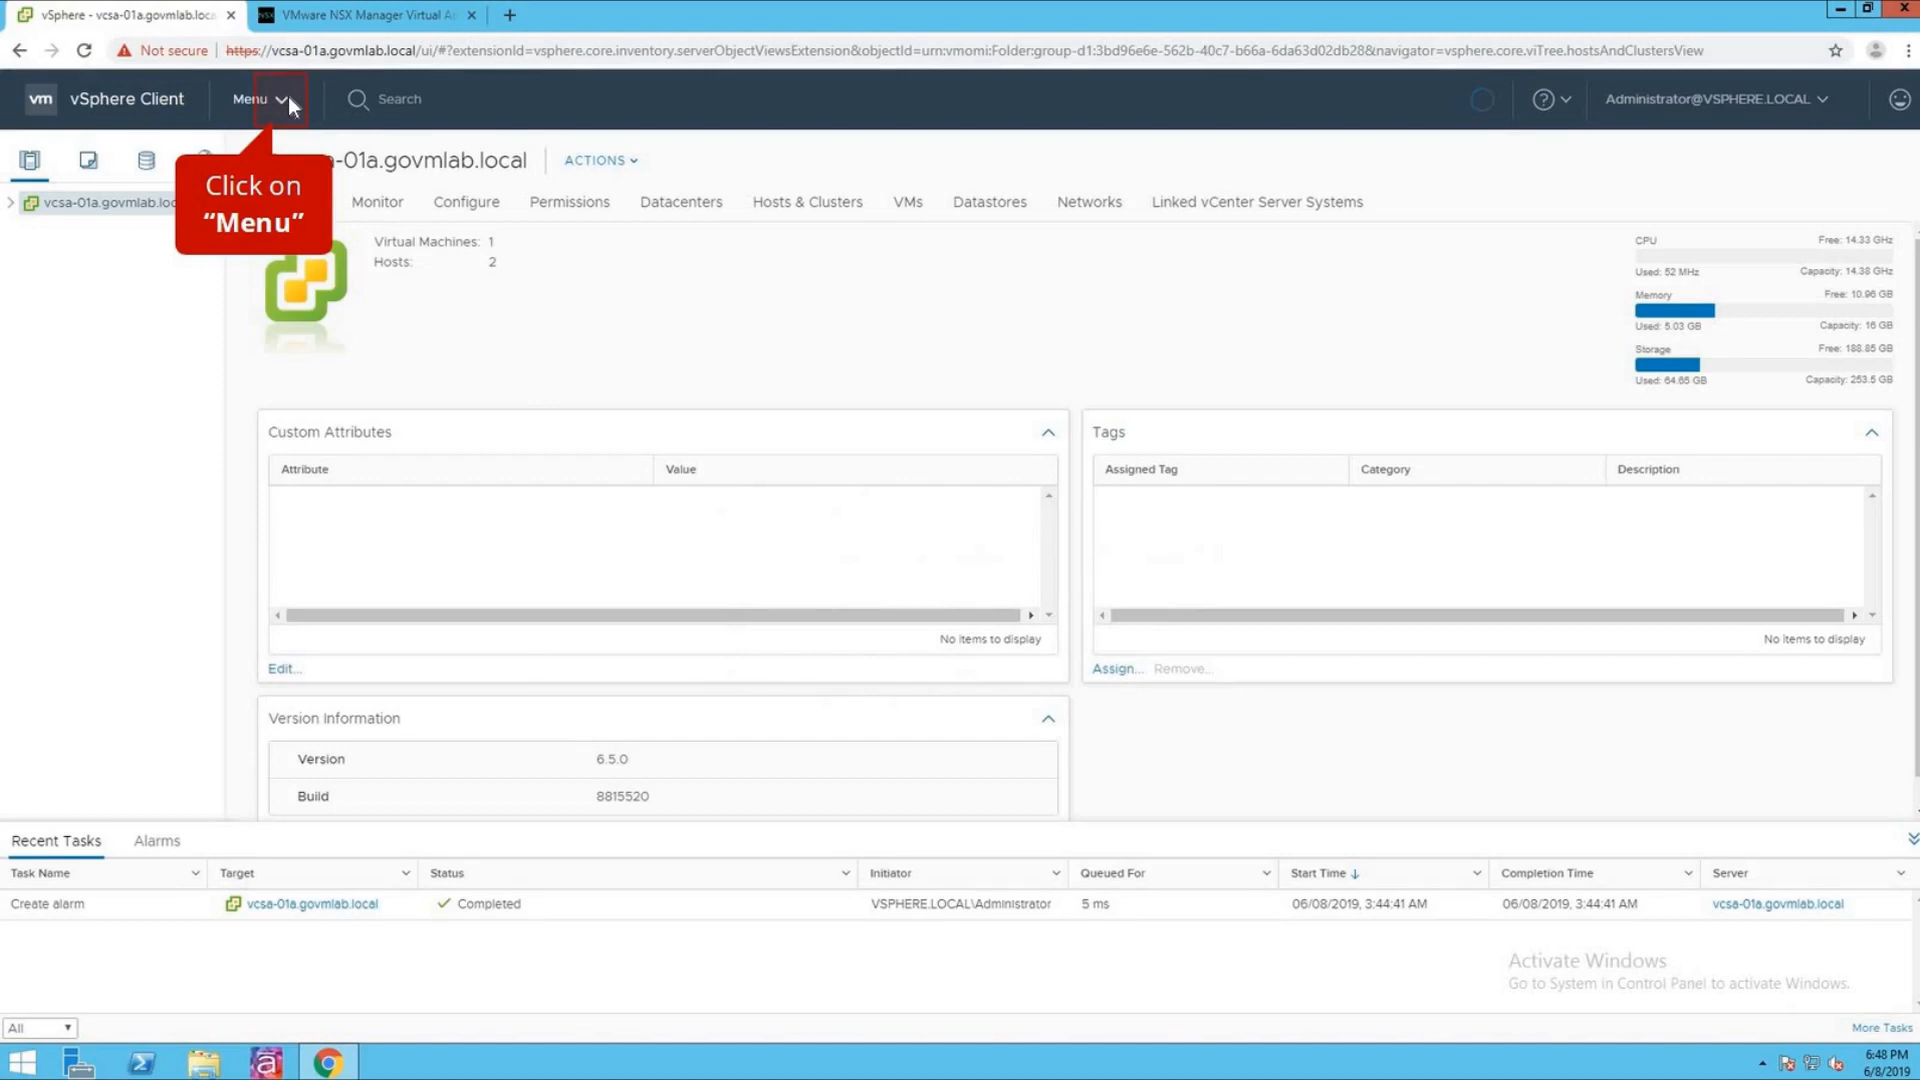 vSphere - vcsa-01a.govmlab.loca
NSX VMware NSX Manager Virtual A
Not secure https://vcsa-01a.govmlab.local/ui/#?extensionId=vsphere.core.inventory.serverObjectViewsExtension&objectId=urn:vmomi:Folder:group-d1:3bd96e6e-562b-40c7-b66a-6da63d02db28&navigator=vsphere.core.viTree.hostsAndClustersView
vm vSphere Client Menu Search Administrator@VSPHERE.LOCAL
-01a.govmlab.local ACTIONS
Click on
“Menu”
vcsa-01a.govmlab.loc
Monitor Configure Permissions Datacenters Hosts & Clusters VMs Datastores Networks Linked vCenter Server Systems
Virtual Machines: 1
Hosts: 2
CPU Free: 14.33 GHz
Used: 52 MHz Capacity: 14.38 GHz
Memory Free: 10.96 GB
Used: 5.03 GB Capacity: 16 GB
Storage Free: 188.85 GB
Used: 64.65 GB Capacity: 253.5 GB
Custom Attributes
Attribute Value
No items to display
Edit...
Tags
Assigned Tag Category Description
No items to display
Assign... Remove...
Version Information
Version 6.5.0
Build 8815520
Recent Tasks Alarms
Task Name Target Status Initiator Queued For Start Time Completion Time Server
Create alarm vcsa-01a.govmlab.local Completed VSPHERE.LOCAL\Administrator 5 ms 06/08/2019, 3:44:41 AM 06/08/2019, 3:44:41 AM vcsa-01a.govmlab.local
Activate Windows
Go to System in Control Panel to activate Windows.
All More Tasks
6:48 PM
6/8/2019